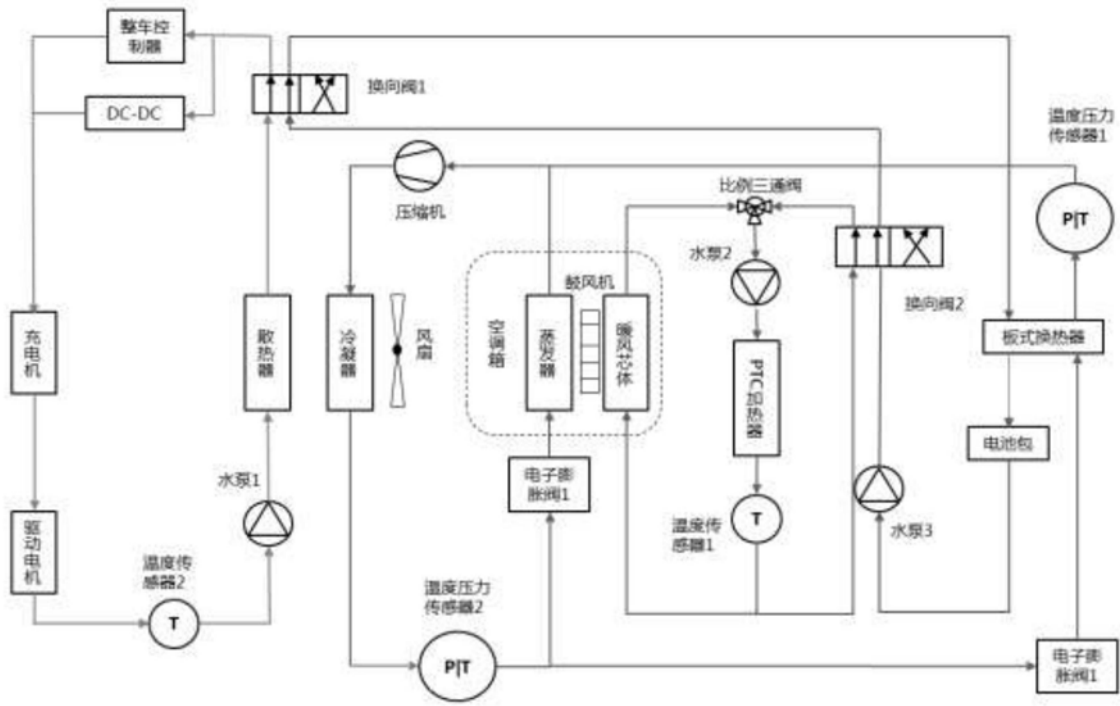 整车控
制器
DC-DC
换向阀1
温度压力
传感器1
压缩机
比例三通阀
P|T
水泵2
鼓风机
换向阀2
空调箱
蒸发器
暖风芯体
散热器
冷凝器
风扇
充电机
板式换热器
PTC加热器
电池包
水泵1
电子膨
胀阀1
温度传
感器1
T
水泵3
驱动电机
温度传
感器2
T
温度压力
传感器2
P|T
电子膨
胀阀1